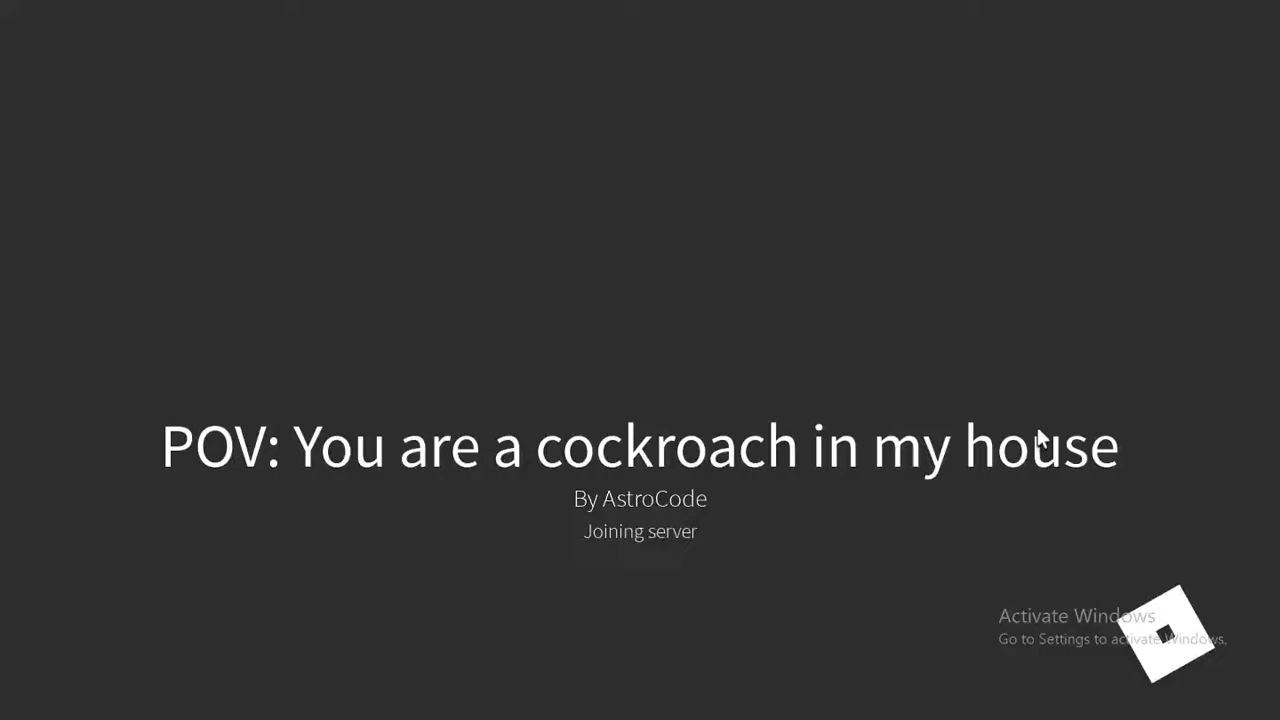 POV: You are a cockroach in my house
By AstroCode
Joining server
Activate Windows
Go to Settings to activate Windows.